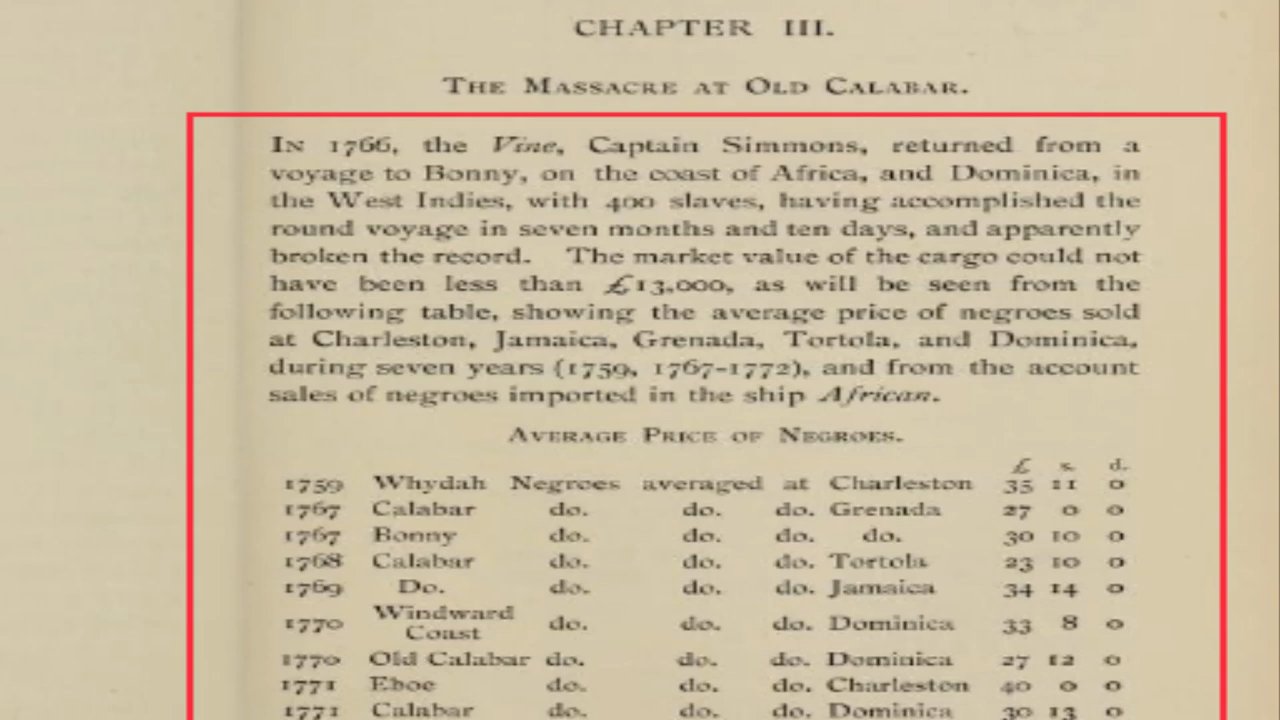 CHAPTER III.
THE MASSACRE AT OLD CALABAR.
IN 1766, the Vine, Captain Simmons, returned from a
voyage to Bonny, on the coast of Africa, and Dominica, in
the West Indies, with 400 slaves, having accomplished the
round voyage in seven months and ten days, and apparently
broken the record. The market value of the cargo could not
have been less than £13,000, as will be seen from the
following table, showing the average price of negroes sold
at Charleston, Jamaica, Grenada, Tortola, and Dominica,
during seven years (1759, 1767-1772), and from the account
sales of negroes imported in the ship African.
AVERAGE PRICE OF NEGROES.
£ s. d.
1759 Whydah Negroes averaged at Charleston 35 11 0
1767 Calabar do. do. do. Grenada 27 0 0
1767 Bonny do. do. do. do. 30 10 0
1768 Calabar do. do. do. Tortola 23 10 0
1769 Do. do. do. do. Jamaica 34 14 0
1770 Windward Coast do. do. do. Dominica 33 8 0
1770 Old Calabar do. do. do. Dominica 27 12 0
1771 Eboe do. do. do. Charleston 40 0 0
1771 Calabar do. do. do. Dominica 30 13 0